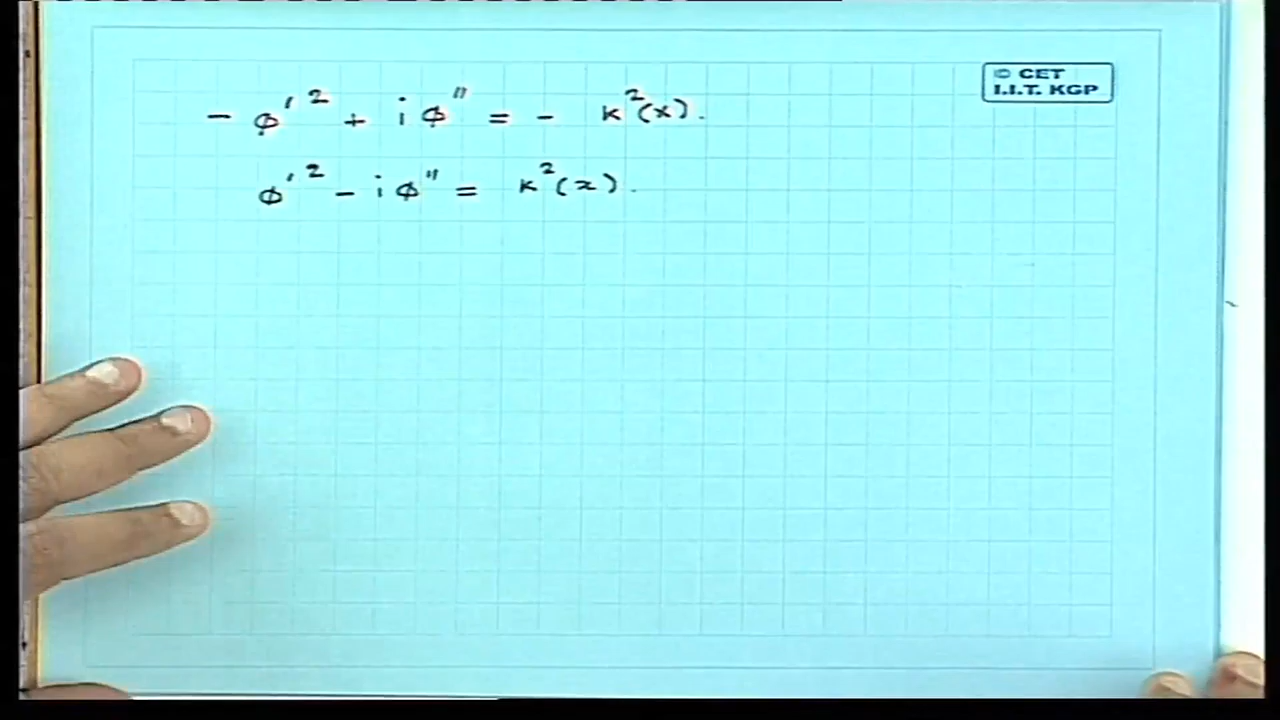 © CET
I.I.T. KGP
- ϕ'² + i ϕ" = - k²(x).
ϕ'² - i ϕ" = k²(x).